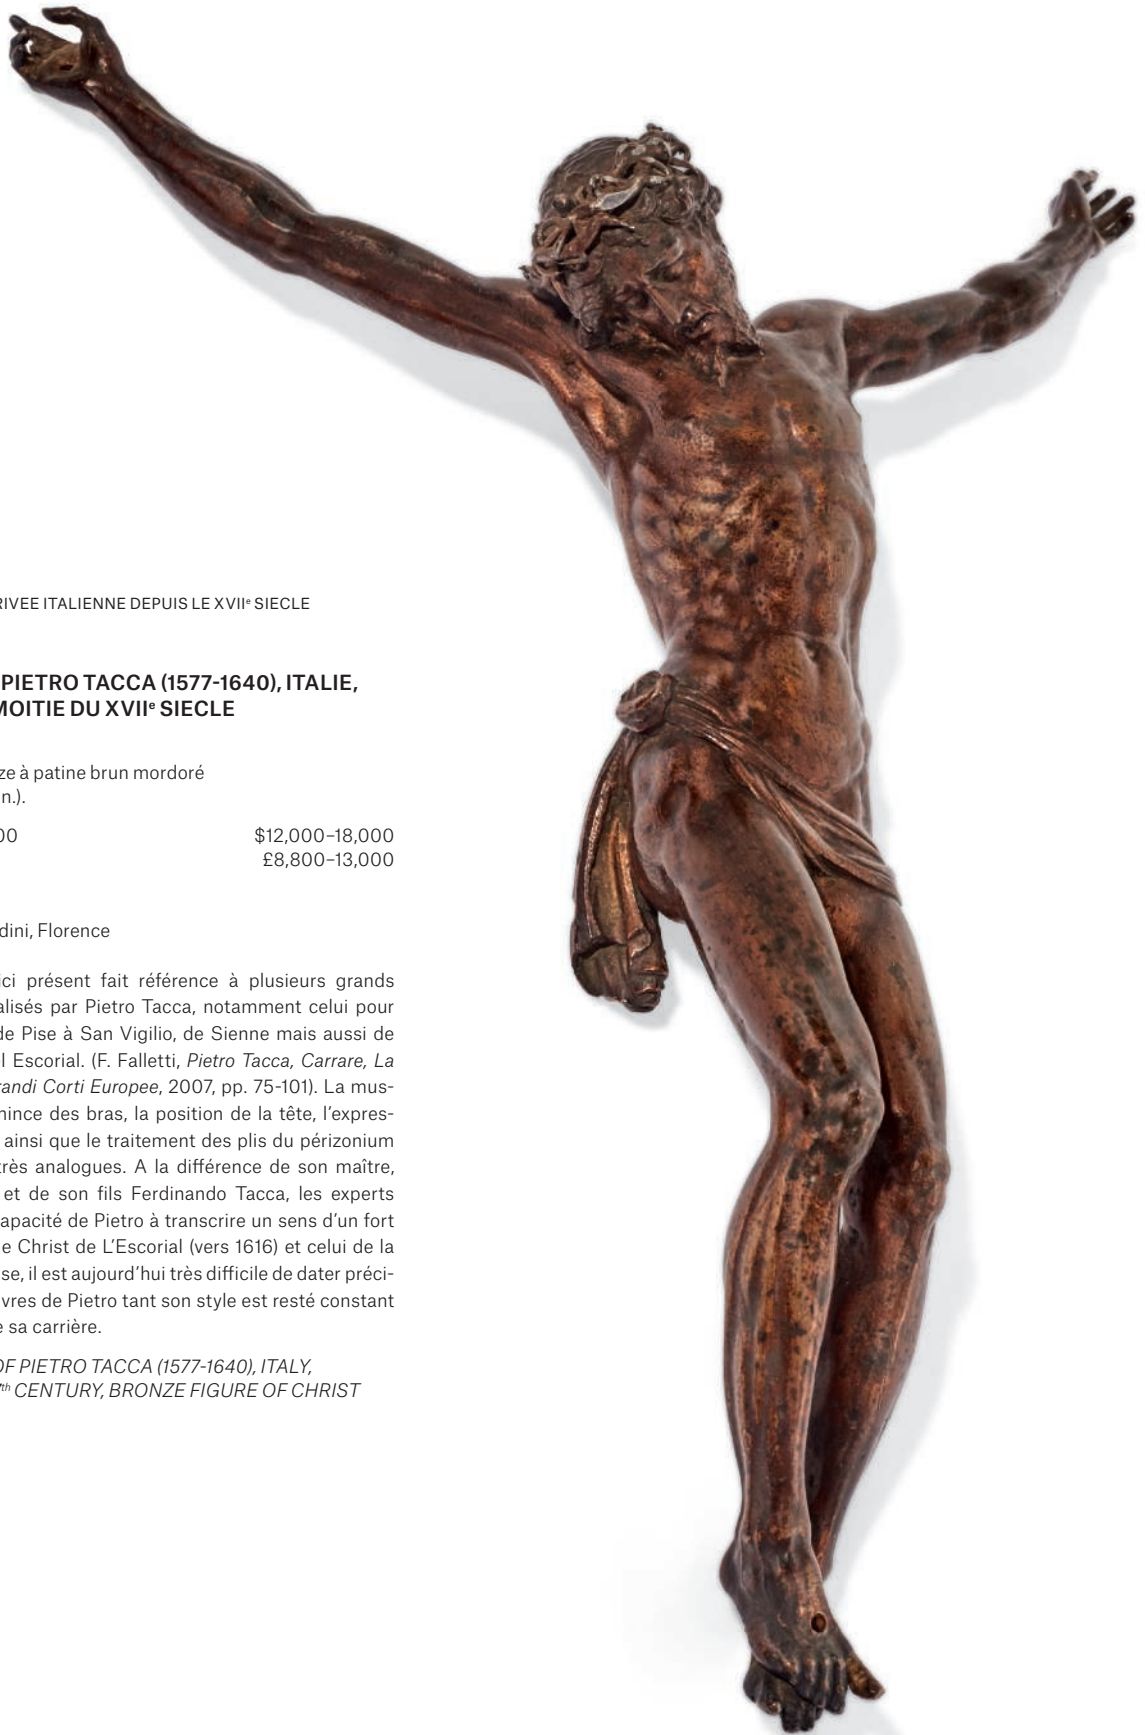 RIVEE ITALIENNE DEPUIS LE XVIIᵉ SIECLE
PIETRO TACCA (1577-1640), ITALIE,
MOITIE DU XVIIᵉ SIECLE
ze à patine brun mordoré
n.).
00 $12,000–18,000
£8,800–13,000
dini, Florence
ici présent fait référence à plusieurs grands
alisés par Pietro Tacca, notamment celui pour
de Pise à San Vigilio, de Sienne mais aussi de
l Escorial. (F. Falletti, Pietro Tacca, Carrare, La
randi Corti Europee, 2007, pp. 75-101). La mus-
mince des bras, la position de la tête, l’expres-
ainsi que le traitement des plis du périzonium
très analogues. A la différence de son maître,
et de son fils Ferdinando Tacca, les experts
apacité de Pietro à transcrire un sens d’un fort
e Christ de L’Escorial (vers 1616) et celui de la
se, il est aujourd’hui très difficile de dater préci-
vres de Pietro tant son style est resté constant
e sa carrière.
OF PIETRO TACCA (1577-1640), ITALY,
7ᵗʰ CENTURY, BRONZE FIGURE OF CHRIST